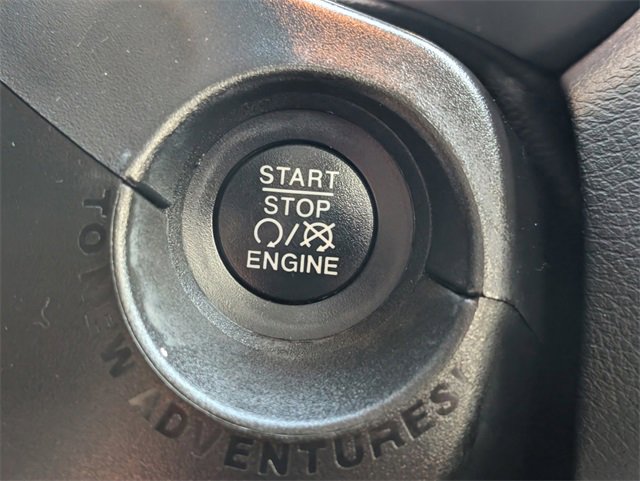 START
STOP
ENGINE
TO NEW ADVENTURES!